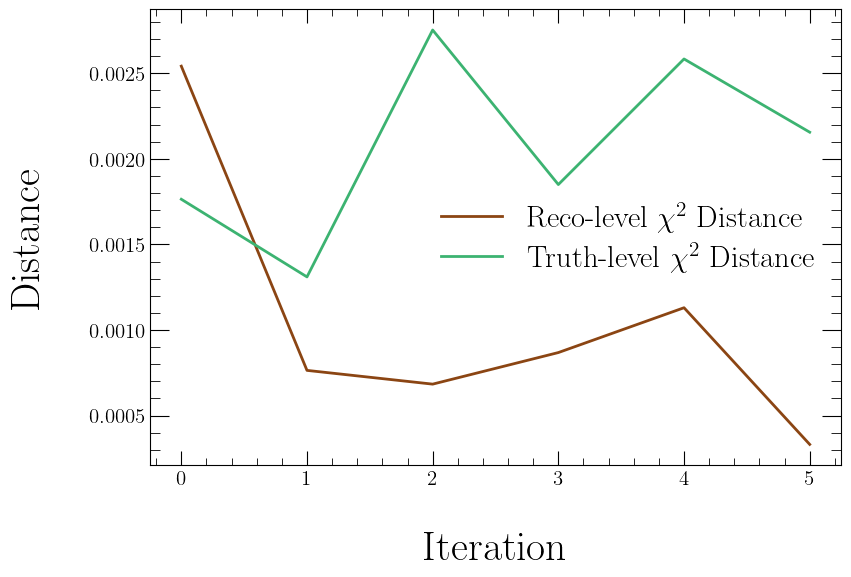 Distance
0.0025
0.0020
0.0015
0.0010
0.0005
Reco-level χ² Distance
Truth-level χ² Distance
0 1 2 3 4 5
Iteration